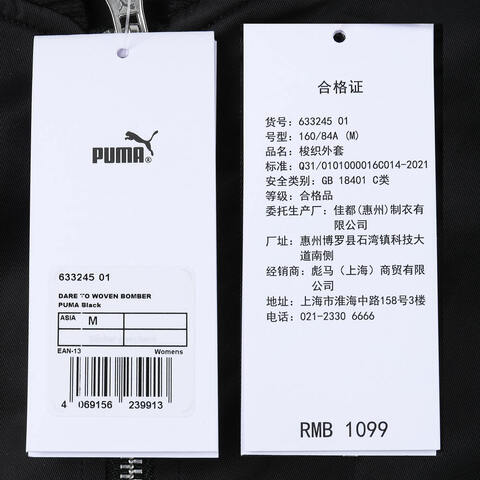 PUMA®
633245 01
DARE TO WOVEN BOMBER
PUMA Black
ASIA M
EAN-13 Womens
4 069156 239913
合格证
货号：633245 01
号型：160/84A (M)
品名：梭织外套
标准：Q31/0101000016C014-2021
安全类别：GB 18401 C类
等级：合格品
委托生产厂：佳都(惠州)制衣有
限公司
厂址：惠州博罗县石湾镇科技大
道南侧
经销商：彪马（上海）商贸有限
公司
地址：上海市淮海中路158号3楼
电话：021-2330 6666
RMB 1099